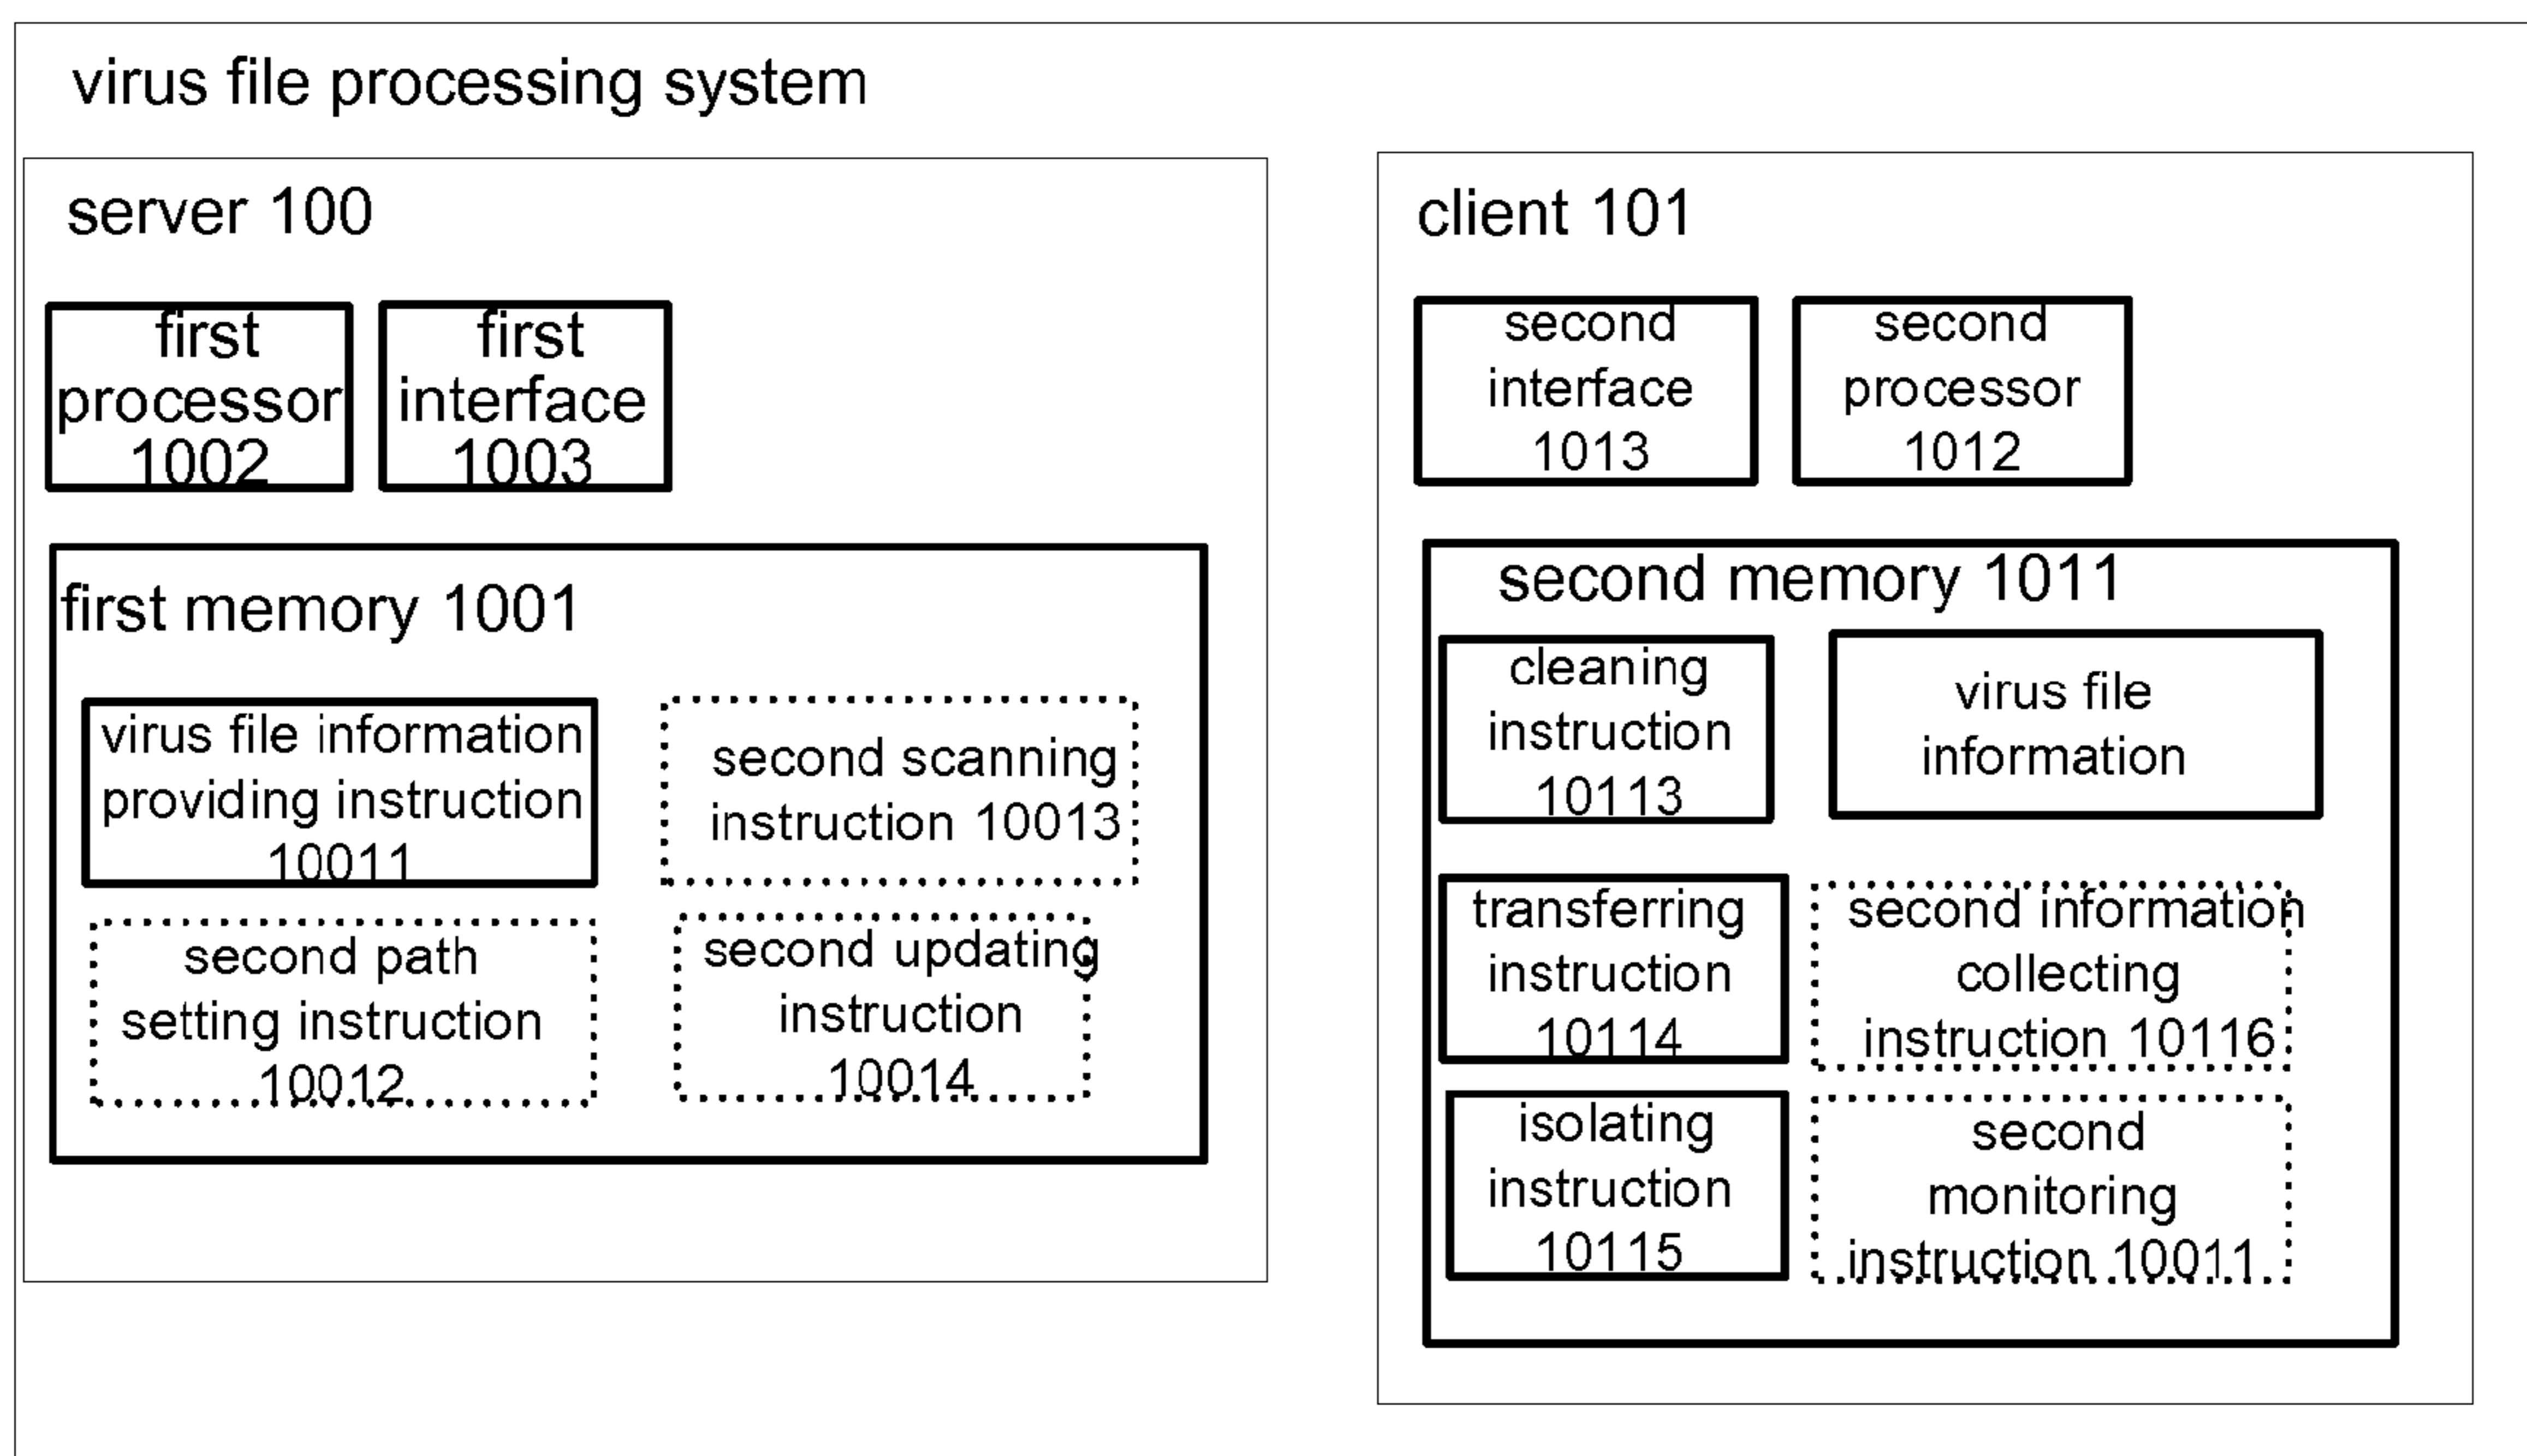 virus file processing system
server 100
first
processor
1002
first
interface
1003
first memory 1001
virus file information
providing instruction
10011
second scanning
instruction 10013
second path
setting instruction
10012
second updating
instruction
10014
client 101
second
interface
1013
second
processor
1012
second memory 1011
cleaning
instruction
10113
virus file
information
transferring
instruction
10114
second information
collecting
instruction 10116
isolating
instruction
10115
second
monitoring
instruction 10011